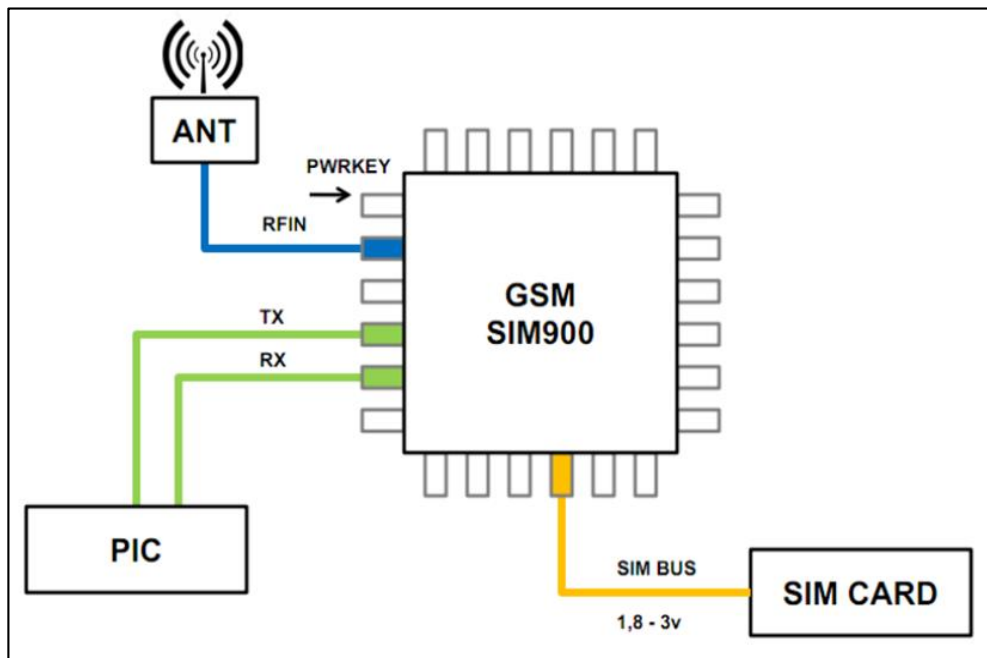 ANT
PWRKEY
RFIN
GSM
SIM900
TX
RX
PIC
SIM BUS
SIM CARD
1,8 - 3v